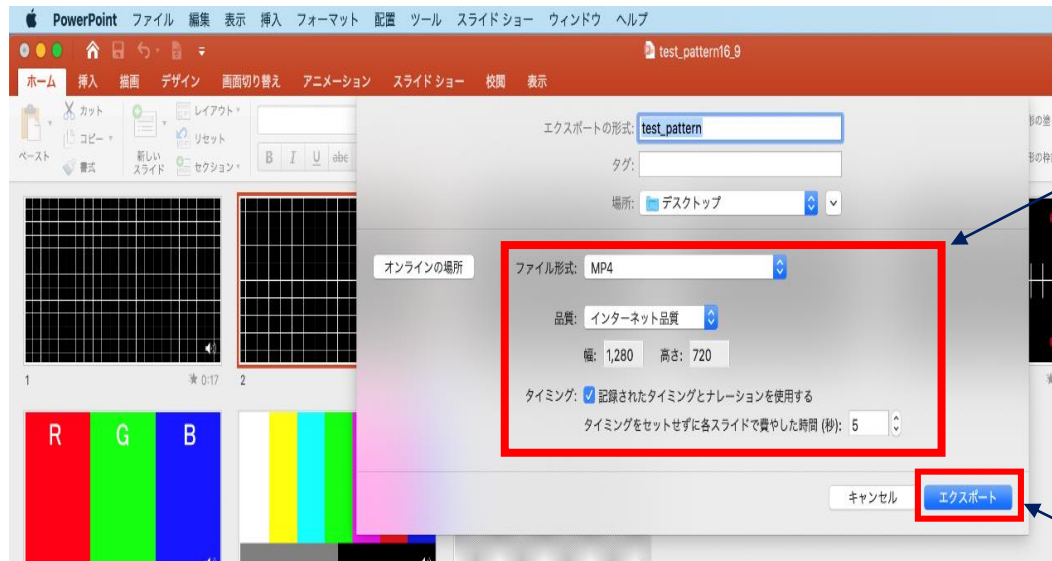 PowerPoint ファイル 編集 表示 挿入 フォーマット 配置 ツール スライドショー ウィンドウ ヘルプ
test_pattern16_9
ホーム 挿入 描画 デザイン 画面切り替え アニメーション スライドショー 校閲 表示
ペースト
カット
コピー
書式
新しい
スライド
レイアウト
リセット
セクション
B I U abc
形の塗
形の枠
エクスポートの形式: test_pattern
タグ:
場所: デスクトップ
オンラインの場所
ファイル形式: MP4
品質: インターネット品質
幅: 1,280 高さ: 720
タイミング: 記録されたタイミングとナレーションを使用する
タイミングをセットせずに各スライドで費やした時間 (秒): 5
キャンセル エクスポート
1 0:17 2
R G B